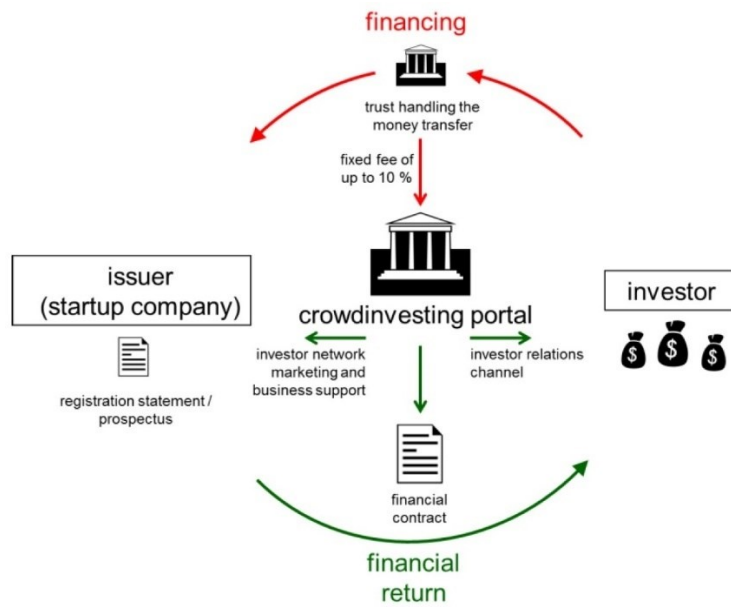 financing
trust handling the
money transfer
fixed fee of
up to 10 %
issuer
(startup company)
registration statement /
prospectus
crowdinvesting portal
investor network
marketing and
business support
investor relations
channel
investor
$
$
$
financial
contract
financial
return